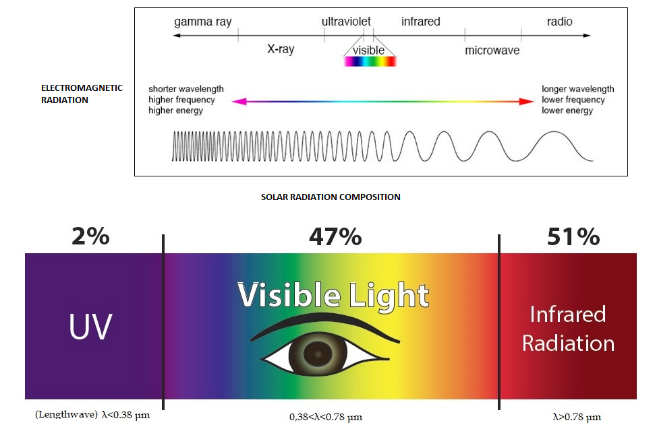 gamma ray ultraviolet infrared radio
X-ray visible microwave
ELECTROMAGNETIC
RADIATION
shorter wavelength
higher frequency
higher energy
longer wavelength
lower frequency
lower energy
SOLAR RADIATION COMPOSITION
2% 47% 51%
UV
Visible Light
Infrared
Radiation
(Lengthwave) λ<0.38 μm 0,38<λ<0.78 μm λ>0.78 μm